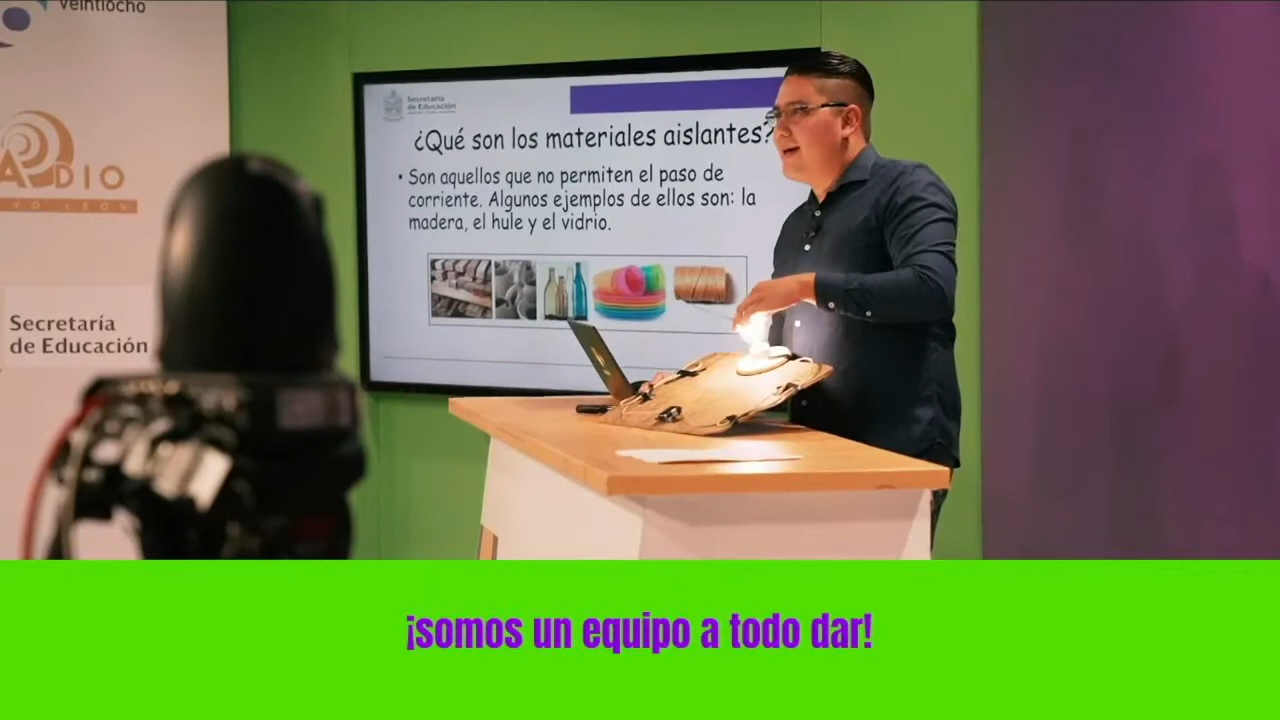 Veintiocho
ADIO
VO LEÓN
Secretaría
de Educación
Secretaría
de Educación
¿Qué son los materiales aislantes?
• Son aquellos que no permiten el paso de
corriente. Algunos ejemplos de ellos son: la
madera, el hule y el vidrio.
¡somos un equipo a todo dar!